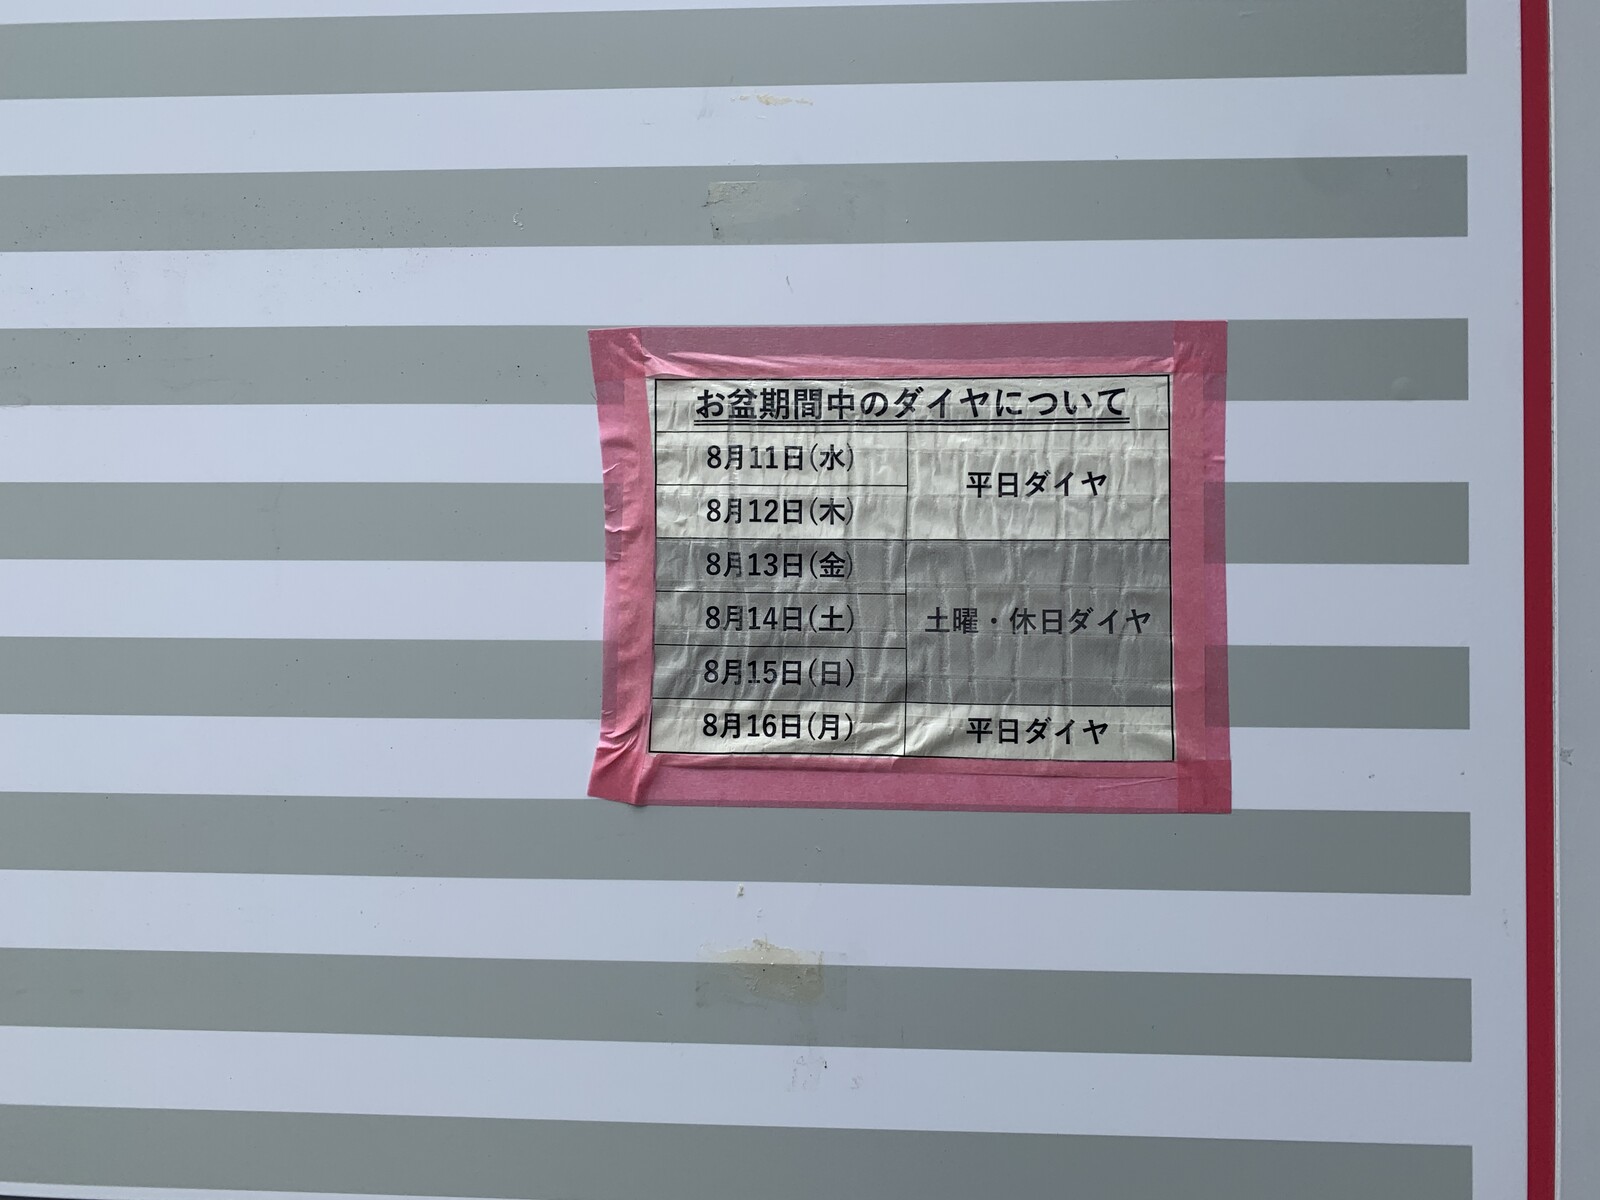 お盆期間中のダイヤについて
8月11日(水)
平日ダイヤ
8月12日(木)
8月13日(金)
8月14日(土)
土曜・休日ダイヤ
8月15日(日)
8月16日(月)
平日ダイヤ